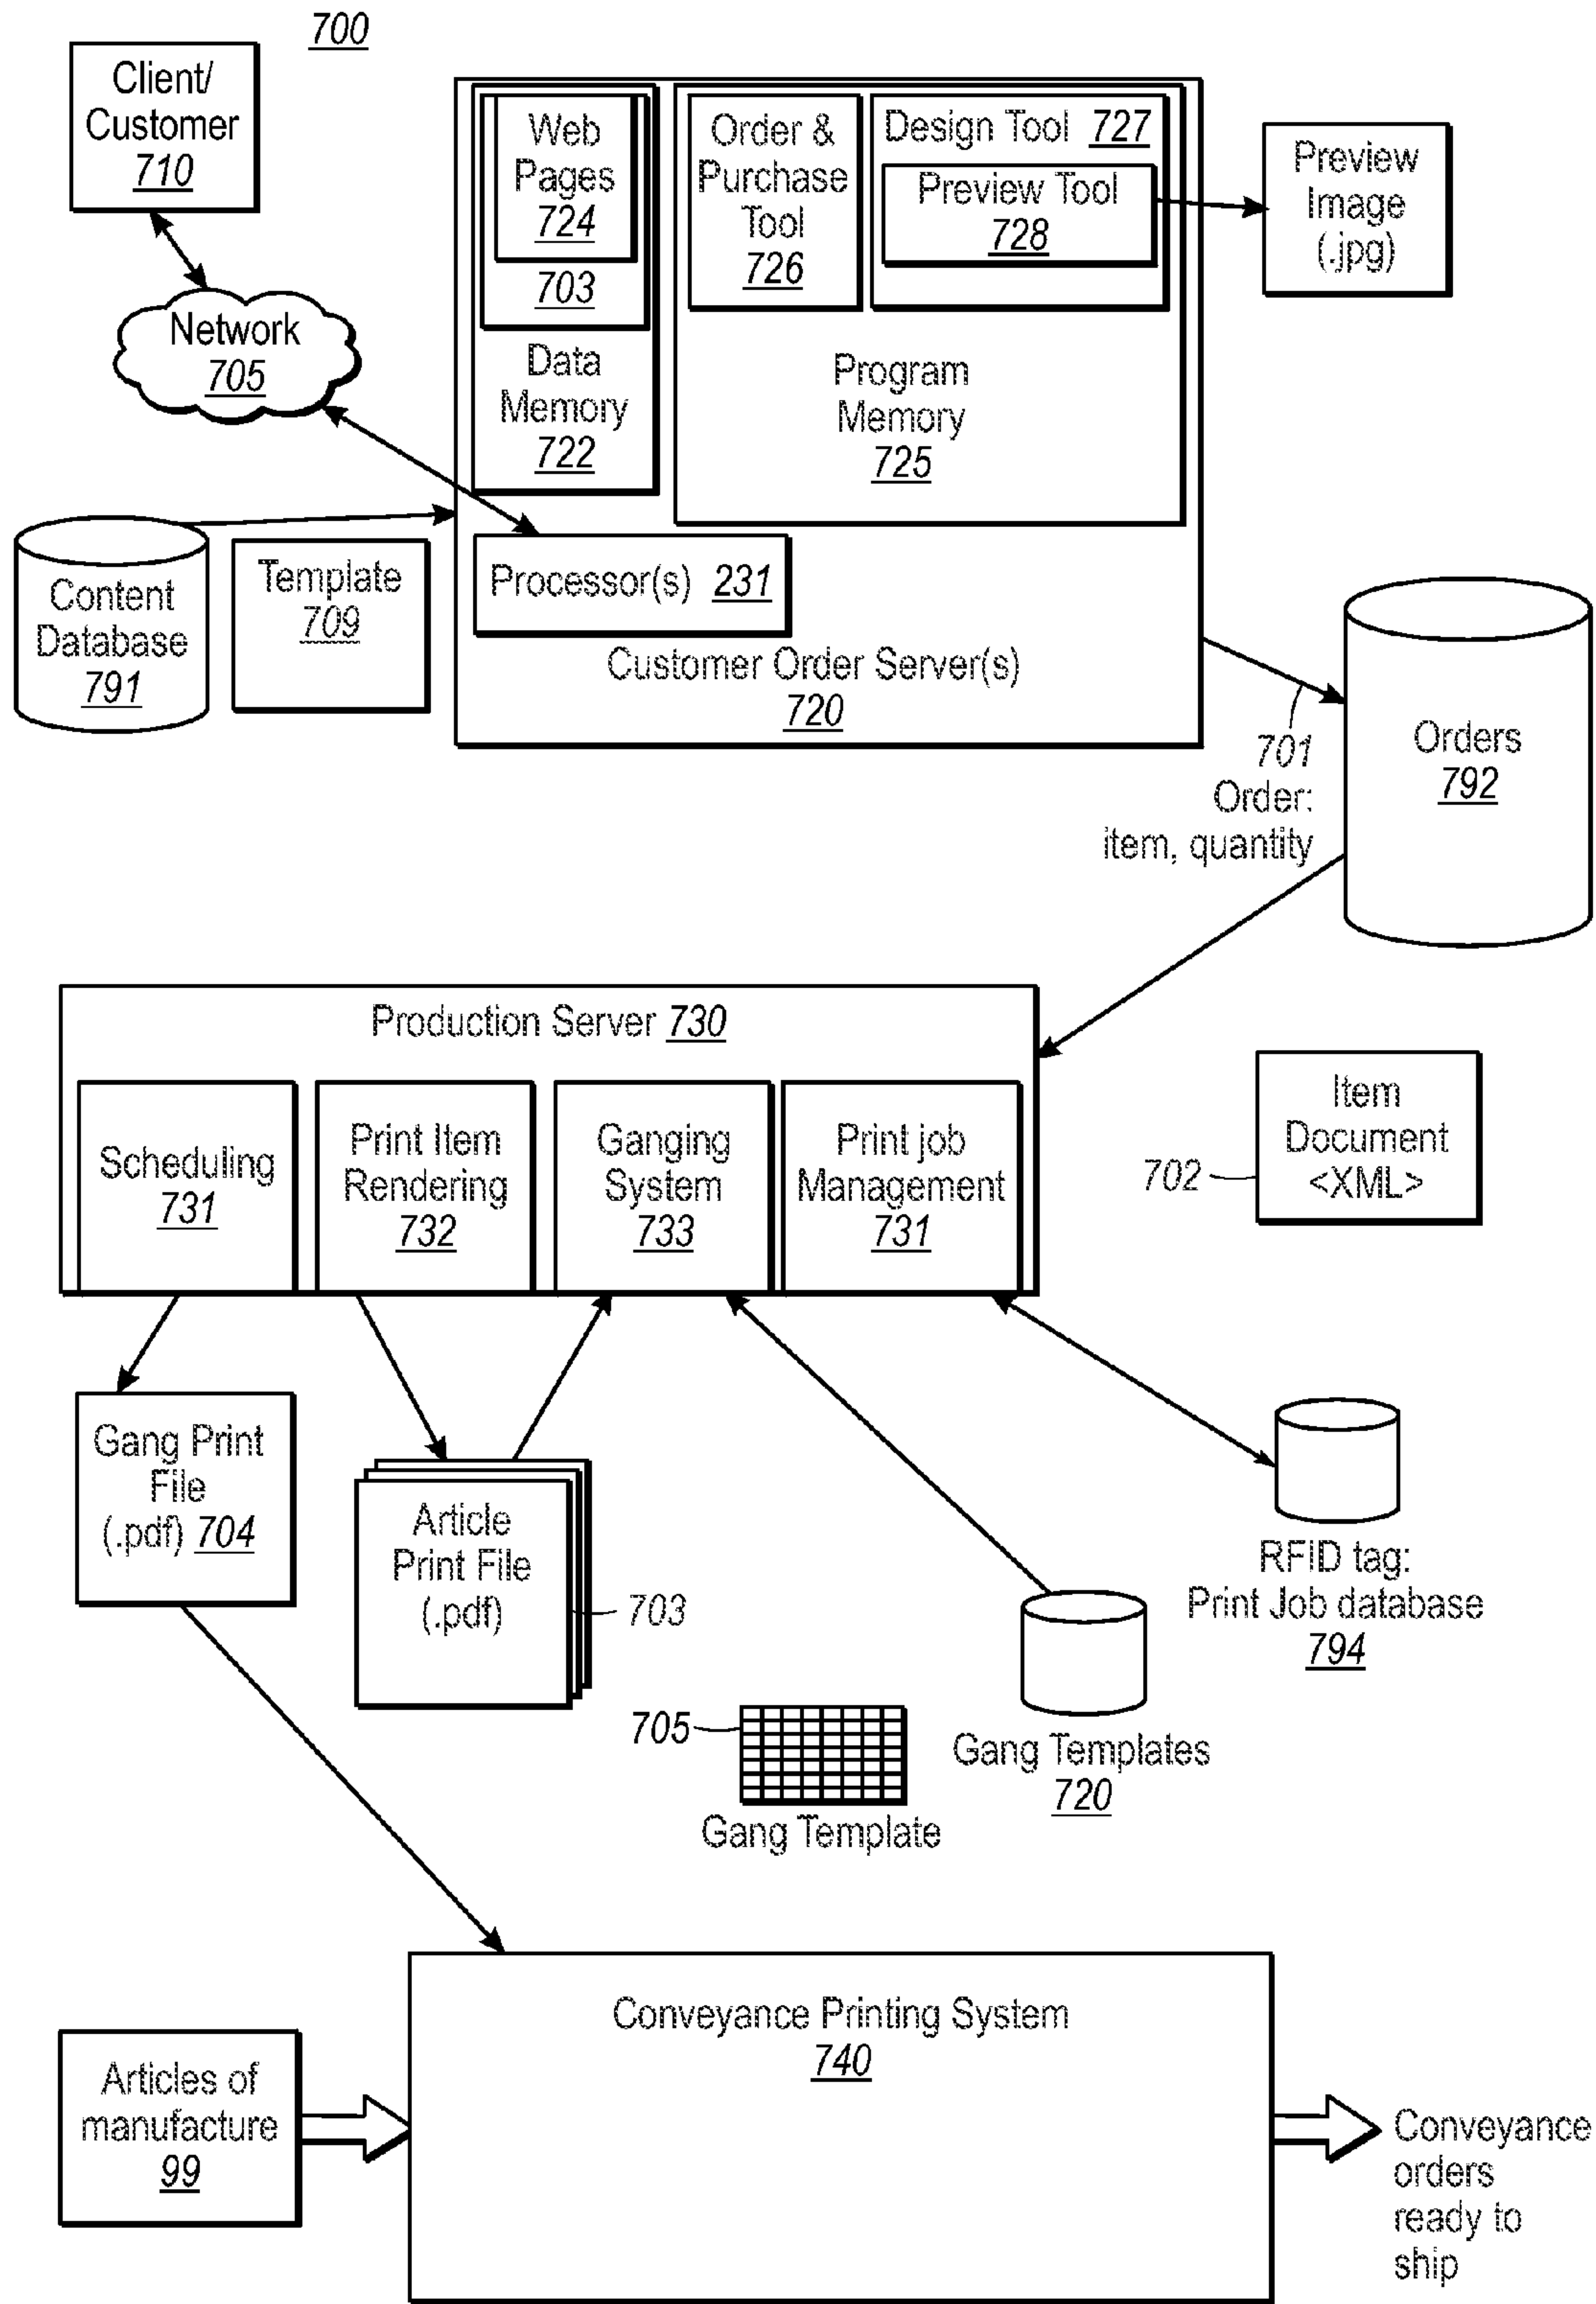 700
Client/
Customer
710
Network
705
Web
Pages
724
703
Data
Memory
722
Order &
Purchase
Tool
726
Design Tool 727
Preview Tool
728
Program
Memory
725
Preview
Image
(.jpg)
Content
Database
791
Template
709
Processor(s) 231
Customer Order Server(s)
720
701
Order:
item, quantity
Orders
792
Production Server 730
Scheduling
731
Print Item
Rendering
732
Ganging
System
733
Print job
Management
731
702
Item
Document
<XML>
Gang Print
File
(.pdf) 704
Article
Print File
(.pdf)
703
RFID tag:
Print Job database
794
705
Gang Template
Gang Templates
720
Conveyance Printing System
740
Articles of
manufacture
99
Conveyance
orders
ready to
ship